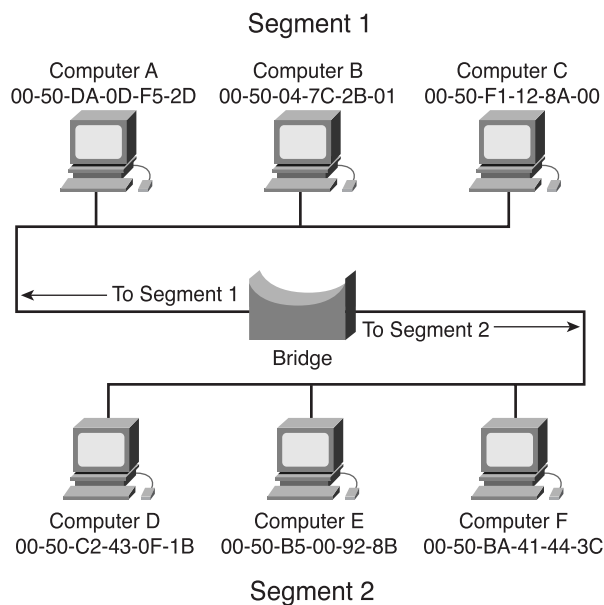 Segment 1
Computer A
00-50-DA-0D-F5-2D
Computer B
00-50-04-7C-2B-01
Computer C
00-50-F1-12-8A-00
To Segment 1
To Segment 2
Bridge
Computer D
00-50-C2-43-0F-1B
Computer E
00-50-B5-00-92-8B
Computer F
00-50-BA-41-44-3C
Segment 2